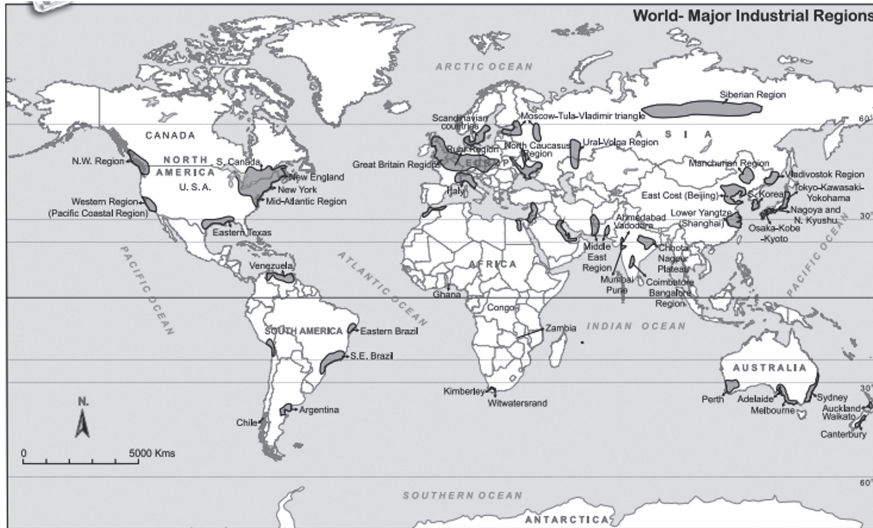 World- Major Industrial Regions
ARCTIC OCEAN
Siberian Region
Scandinavian
countries
Moscow-Tula-Vladimir triangle
60°
CANADA
ASIA
Ruhr Region
North Caucasus
Region
Ural-Volga Region
N.W. Region
NORTH
AMERICA
S. Canada
Great Britain Region
EUROPE
Manchurian Region
Vladivostok Region
U.S.A.
New England
New York
Mid-Atlantic Region
Italy
East Cost (Beijing)
S. Korea
Tokyo-Kawasaki-
Yokohama
Western Region
(Pacific Coastal Region)
Lower Yangtze
(Shanghai)
Nagoya and
N. Kyushu
Osaka-Kobe
-Kyoto
30°
Eastern Texas
Ahmedabad
Vadodara
Middle
East
Region
Chhota
Nagpur
Plateau
PACIFIC OCEAN
ATLANTIC OCEAN
PACIFIC OCEAN
Venezuela
AFRICA
Mumbai
Pune
Coimbatore
Bangalore
Region
Ghana
Congo
INDIAN OCEAN
SOUTH AMERICA
Eastern Brazil
Zambia
S.E. Brazil
AUSTRALIA
Kimberley
Witwatersrand
30°
Perth
Adelaide
Melbourne
Sydney
Auckland
Waikato
Canterbury
N.
Argentina
Chile
0
5000 Kms
60°
SOUTHERN OCEAN
ANTARCTICA